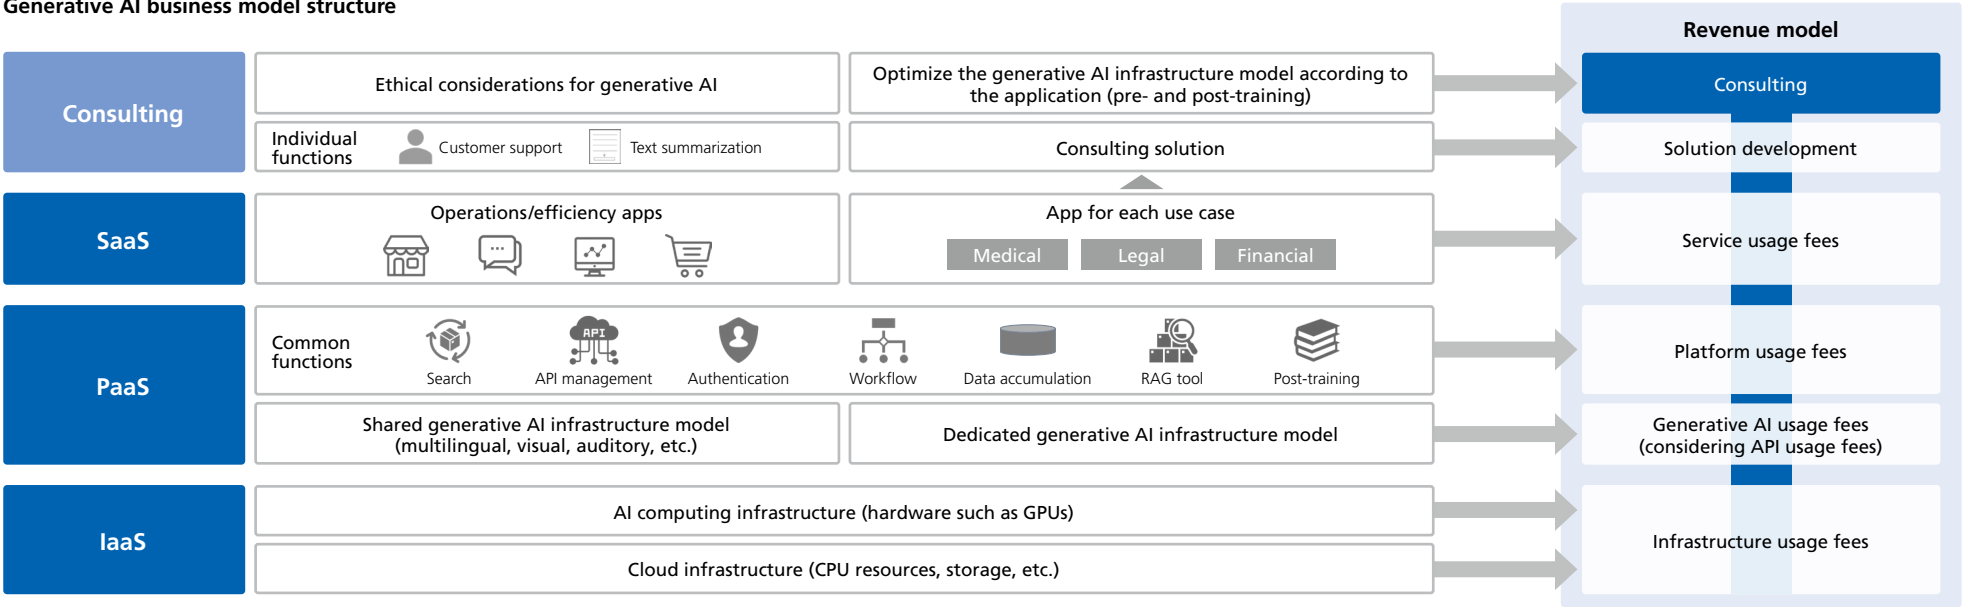 Generative AI business model structure
Revenue model
Consulting
Ethical considerations for generative AI
Optimize the generative AI infrastructure model according to
the application (pre- and post-training)
Consulting
Individual
functions
Customer support
Text summarization
Consulting solution
Solution development
SaaS
Operations/efficiency apps
App for each use case
Medical
Legal
Financial
Service usage fees
PaaS
Common
functions
Search
API
API management
Authentication
Workflow
Data accumulation
RAG tool
Post-training
Platform usage fees
Shared generative AI infrastructure model
(multilingual, visual, auditory, etc.)
Dedicated generative AI infrastructure model
Generative AI usage fees
(considering API usage fees)
IaaS
AI computing infrastructure (hardware such as GPUs)
Cloud infrastructure (CPU resources, storage, etc.)
Infrastructure usage fees